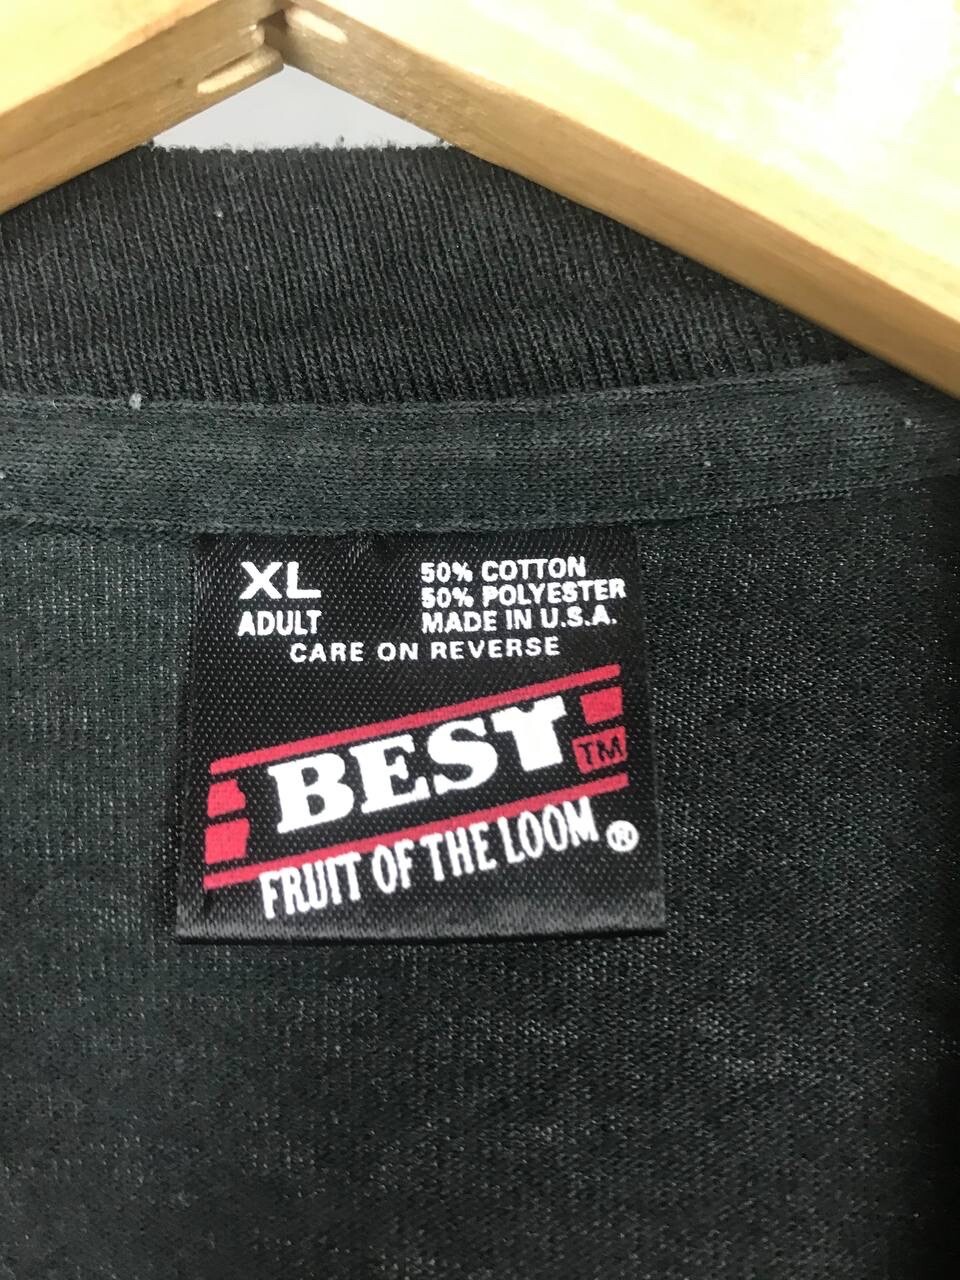 XL
ADULT
50% COTTON
50% POLYESTER
MADE IN U.S.A.
CARE ON REVERSE
BEST TM
FRUIT OF THE LOOM ®